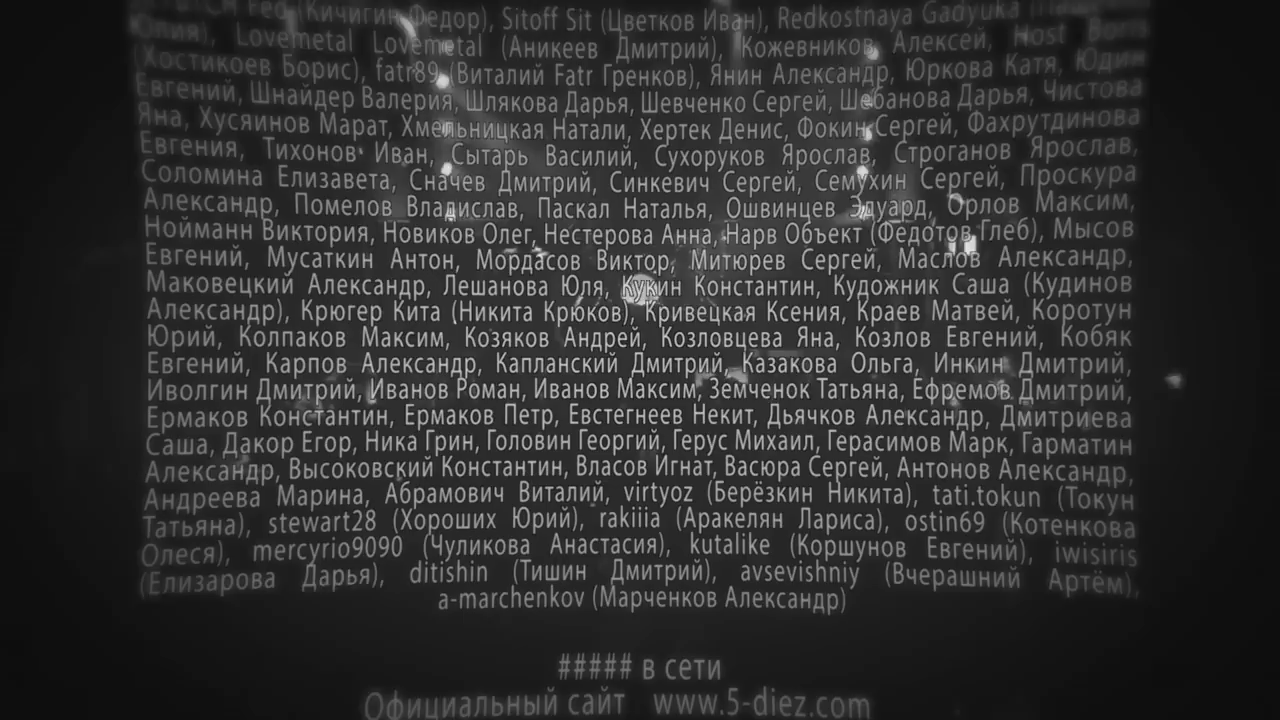 Fed (Кичигин Федор), Sitoff Sit (Цветков Иван), Redkostnaya Gadyuka
Юлия), Lovemetal Lovemetal (Аникеев Дмитрий), Кожевников Алексей, Host Boris
(Хостикоев Борис), fatr89 (Виталий Fatr Гренков), Янин Александр, Юркова Катя, Юдин
Евгений, Шнайдер Валерия, Шлякова Дарья, Шевченко Сергей, Шебанова Дарья, Чистова
Яна, Хусяинов Марат, Хмельницкая Натали, Хертек Денис, Фокин Сергей, Фахрутдинова
Евгения, Тихонов Иван, Сытарь Василий, Сухоруков Ярослав, Строганов Ярослав,
Соломина Елизавета, Сначев Дмитрий, Синкевич Сергей, Семухин Сергей, Проскура
Александр, Помелов Владислав, Паскал Наталья, Ошвинцев Эдуард, Орлов Максим,
Нойманн Виктория, Новиков Олег, Нестерова Анна, Нарв Объект (Федотов Глеб), Мысов
Евгений, Мусаткин Антон, Мордасов Виктор, Митюрев Сергей, Маслов Александр,
Маковецкий Александр, Лешанова Юля, Кукин Константин, Кудожник Саша (Кудинов
Александр), Крюгер Кита (Никита Крюков), Кривецкая Ксения, Краев Матвей, Коротун
Юрий, Колпаков Максим, Козяков Андрей, Козловцева Яна, Козлов Евгений, Кобяк
Евгений, Карпов Александр, Капланский Дмитрий, Казакова Ольга, Инкин Дмитрий,
Иволгин Дмитрий, Иванов Роман, Иванов Максим, Земченок Татьяна, Ефремов Дмитрий,
Ермаков Константин, Ермаков Петр, Евстегнеев Некит, Дьячков Александр, Дмитриева
Саша, Дакор Егор, Ника Грин, Головин Георгий, Герус Михаил, Герасимов Марк, Гарматин
Александр, Высоковский Константин, Власов Игнат, Васюра Сергей, Антонов Александр,
Андреева Марина, Абрамович Виталий, virtyoz (Берёзкин Никита), tati.tokun (Токун
Татьяна), stewart28 (Хороших Юрий), rakiiia (Аракелян Лариса), ostin69 (Котенкова
Олеся), mercyrio9090 (Чуликова Анастасия), kutalike (Коршунов Евгений), iwisiris
(Елизарова Дарья), ditishin (Тишин Дмитрий), avsevishniy (Вчерашний Артём),
a-marchenkov (Марченков Александр)
##### в сети
Официальный сайт www.5-diez.com